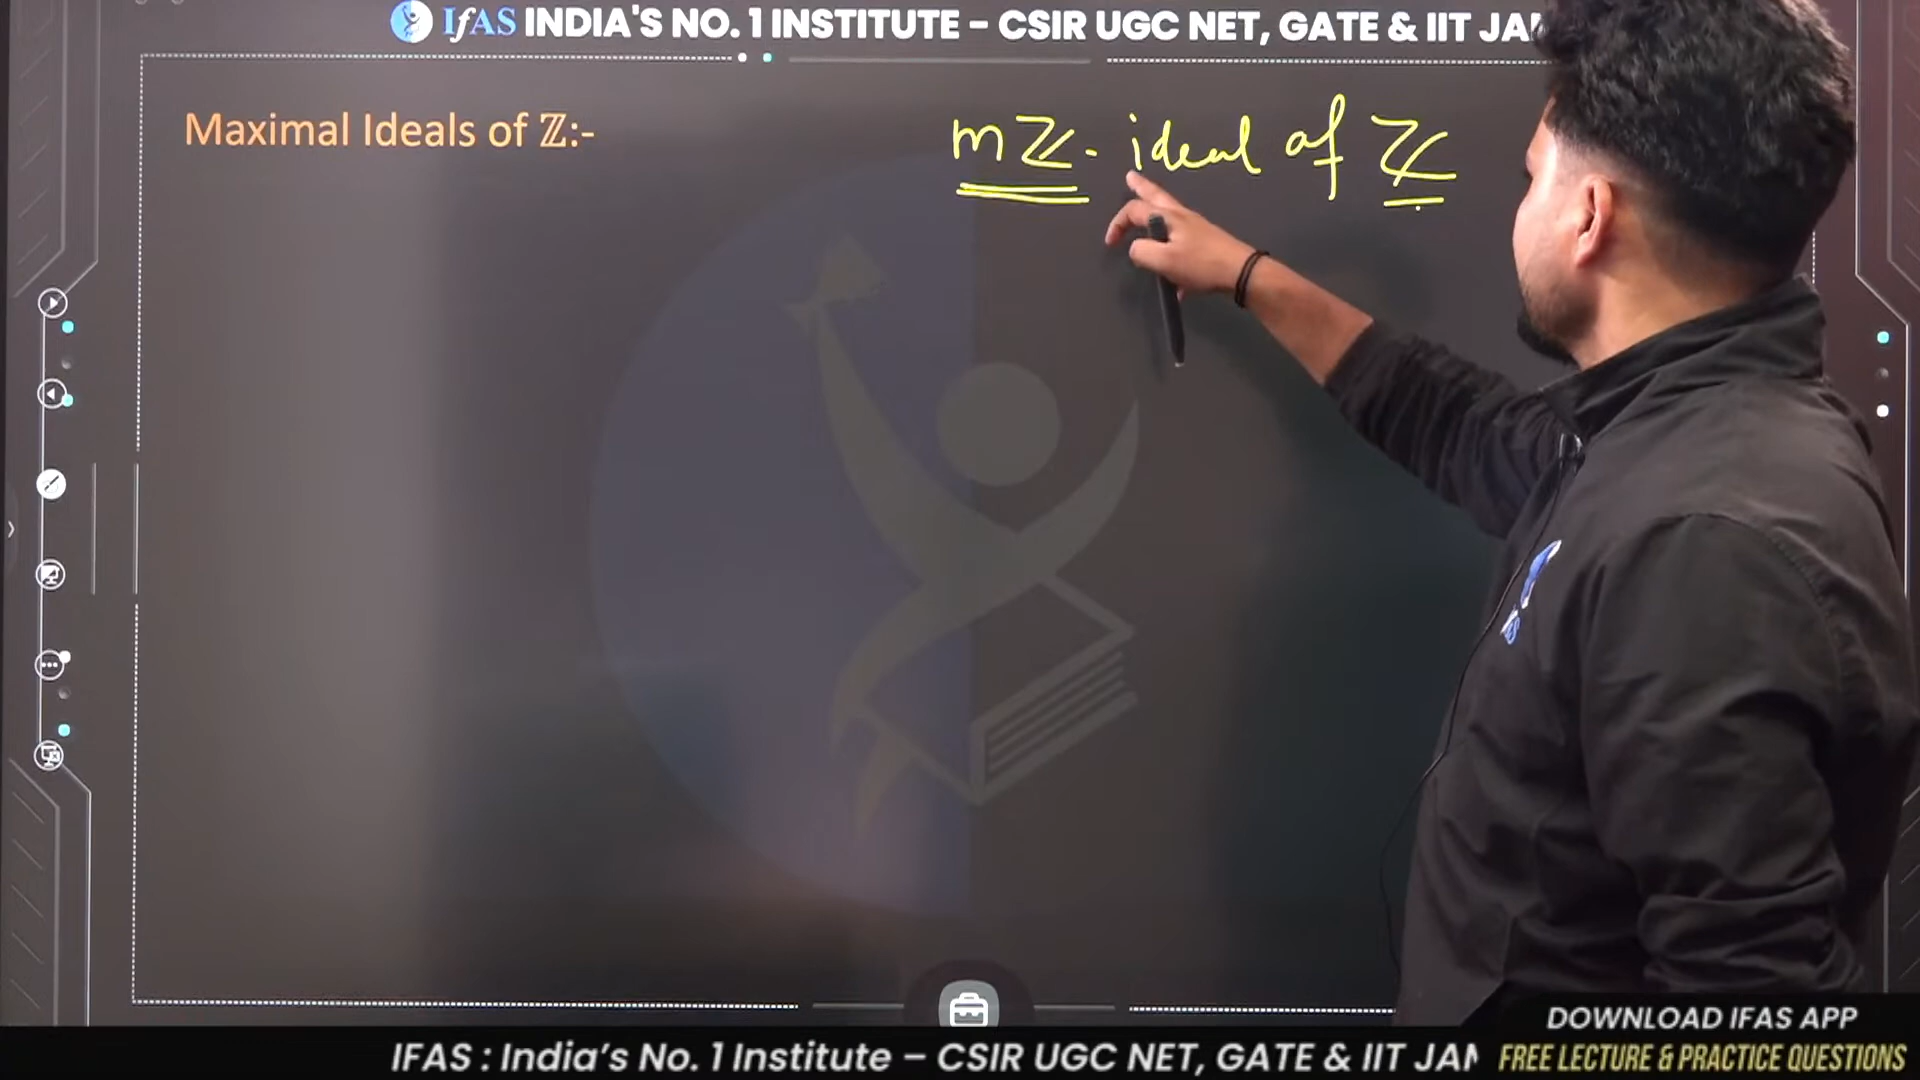 IfAS INDIA'S NO. 1 INSTITUTE – CSIR UGC NET, GATE & IIT JAM
Maximal Ideals of ℤ:-
mℤ - ideal of ℤ
DOWNLOAD IFAS APP
IFAS : India's No. 1 Institute – CSIR UGC NET, GATE & IIT JAM
FREE LECTURE & PRACTICE QUESTIONS